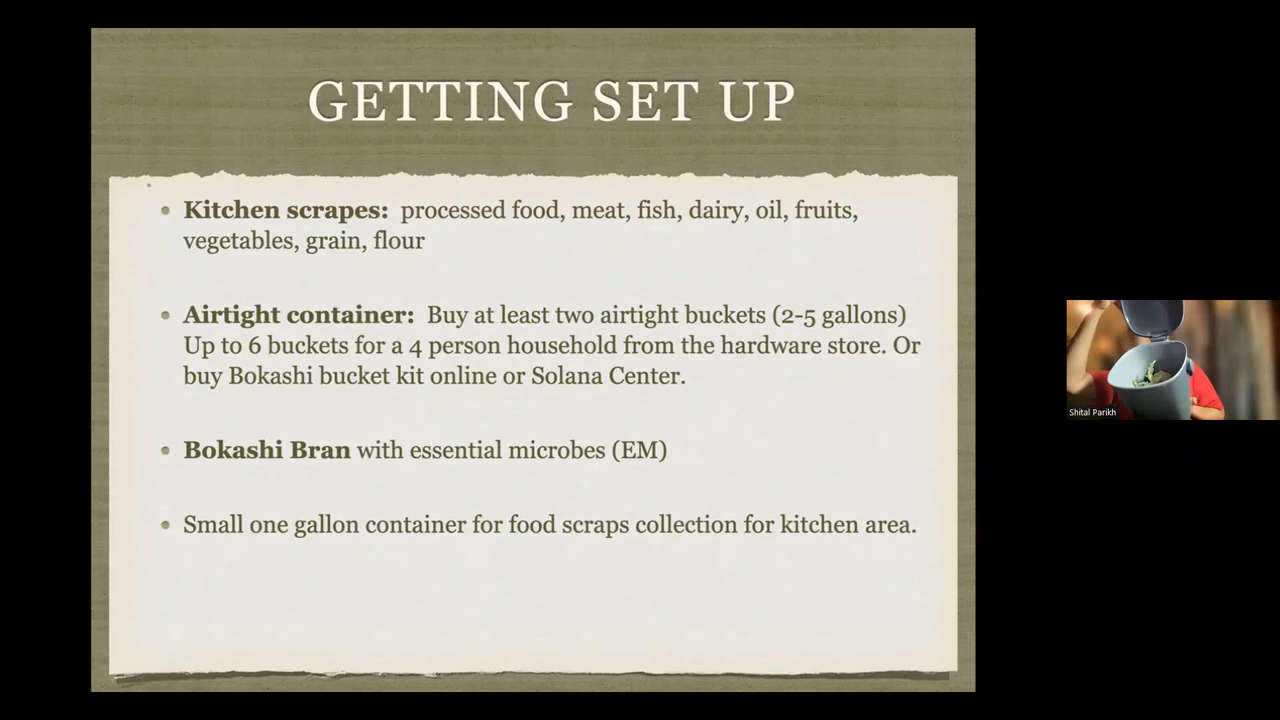 GETTING SET UP
Kitchen scrapes: processed food, meat, fish, dairy, oil, fruits,
vegetables, grain, flour
Airtight container: Buy at least two airtight buckets (2-5 gallons)
Up to 6 buckets for a 4 person household from the hardware store. Or
buy Bokashi bucket kit online or Solana Center.
Bokashi Bran with essential microbes (EM)
Small one gallon container for food scraps collection for kitchen area.
Shital Parikh